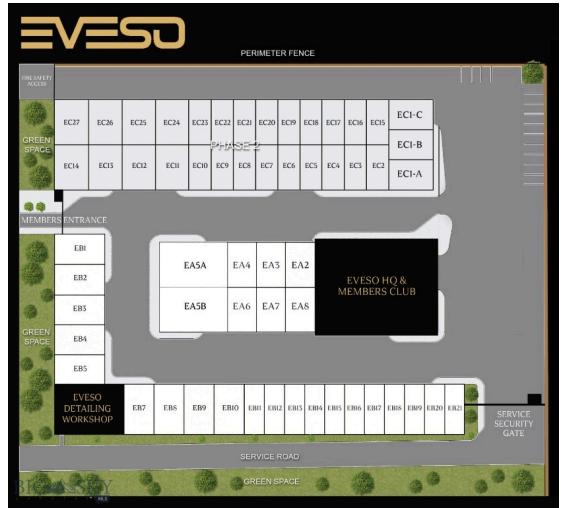 EVESO
PERIMETER FENCE
FIRE SAFETY
ACCESS
EC27 EC26 EC25 EC24 EC23 EC22 EC21 EC20 EC19 EC18 EC17 EC16 EC15 EC1-C
GREEN
SPACE
PHASE 2
EC1-B
EC14 EC13 EC12 EC11 EC10 EC9 EC8 EC7 EC6 EC5 EC4 EC3 EC2 EC1-A
MEMBERS ENTRANCE
EB1
EB2
EB3
EB4
EB5
GREEN
SPACE
EA5A EA4 EA3 EA2
EA5B EA6 EA7 EA8
EVESO HQ &
MEMBERS CLUB
EVESO
DETAILING
WORKSHOP
EB7 EB8 EB9 EB10 EB11 EB12 EB13 EB14 EB15 EB16 EB17 EB18 EB19 EB20 EB21
SERVICE
SECURITY
GATE
SERVICE ROAD
GREEN SPACE
BIG SKY
MLS